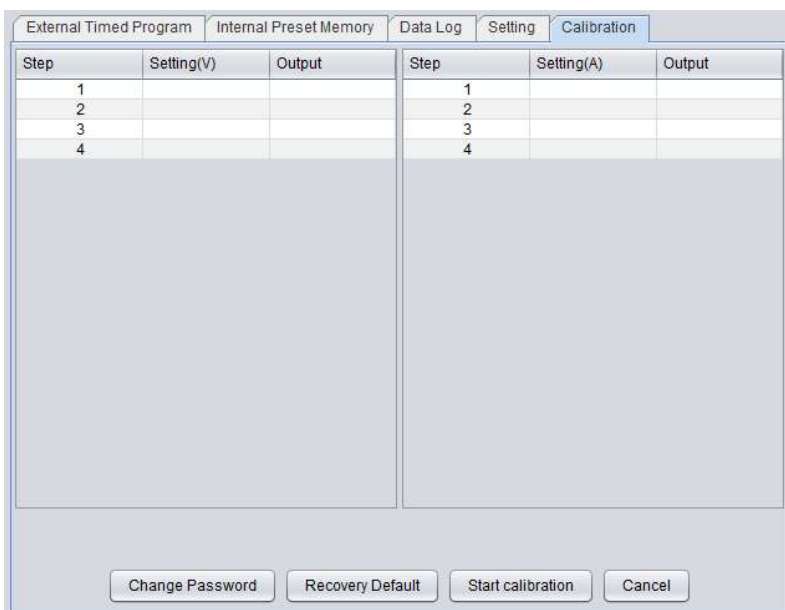 External Timed Program Internal Preset Memory Data Log Setting Calibration
Step Setting(V) Output Step Setting(A) Output
1 1
2 2
3 3
4 4
Change Password Recovery Default Start calibration Cancel